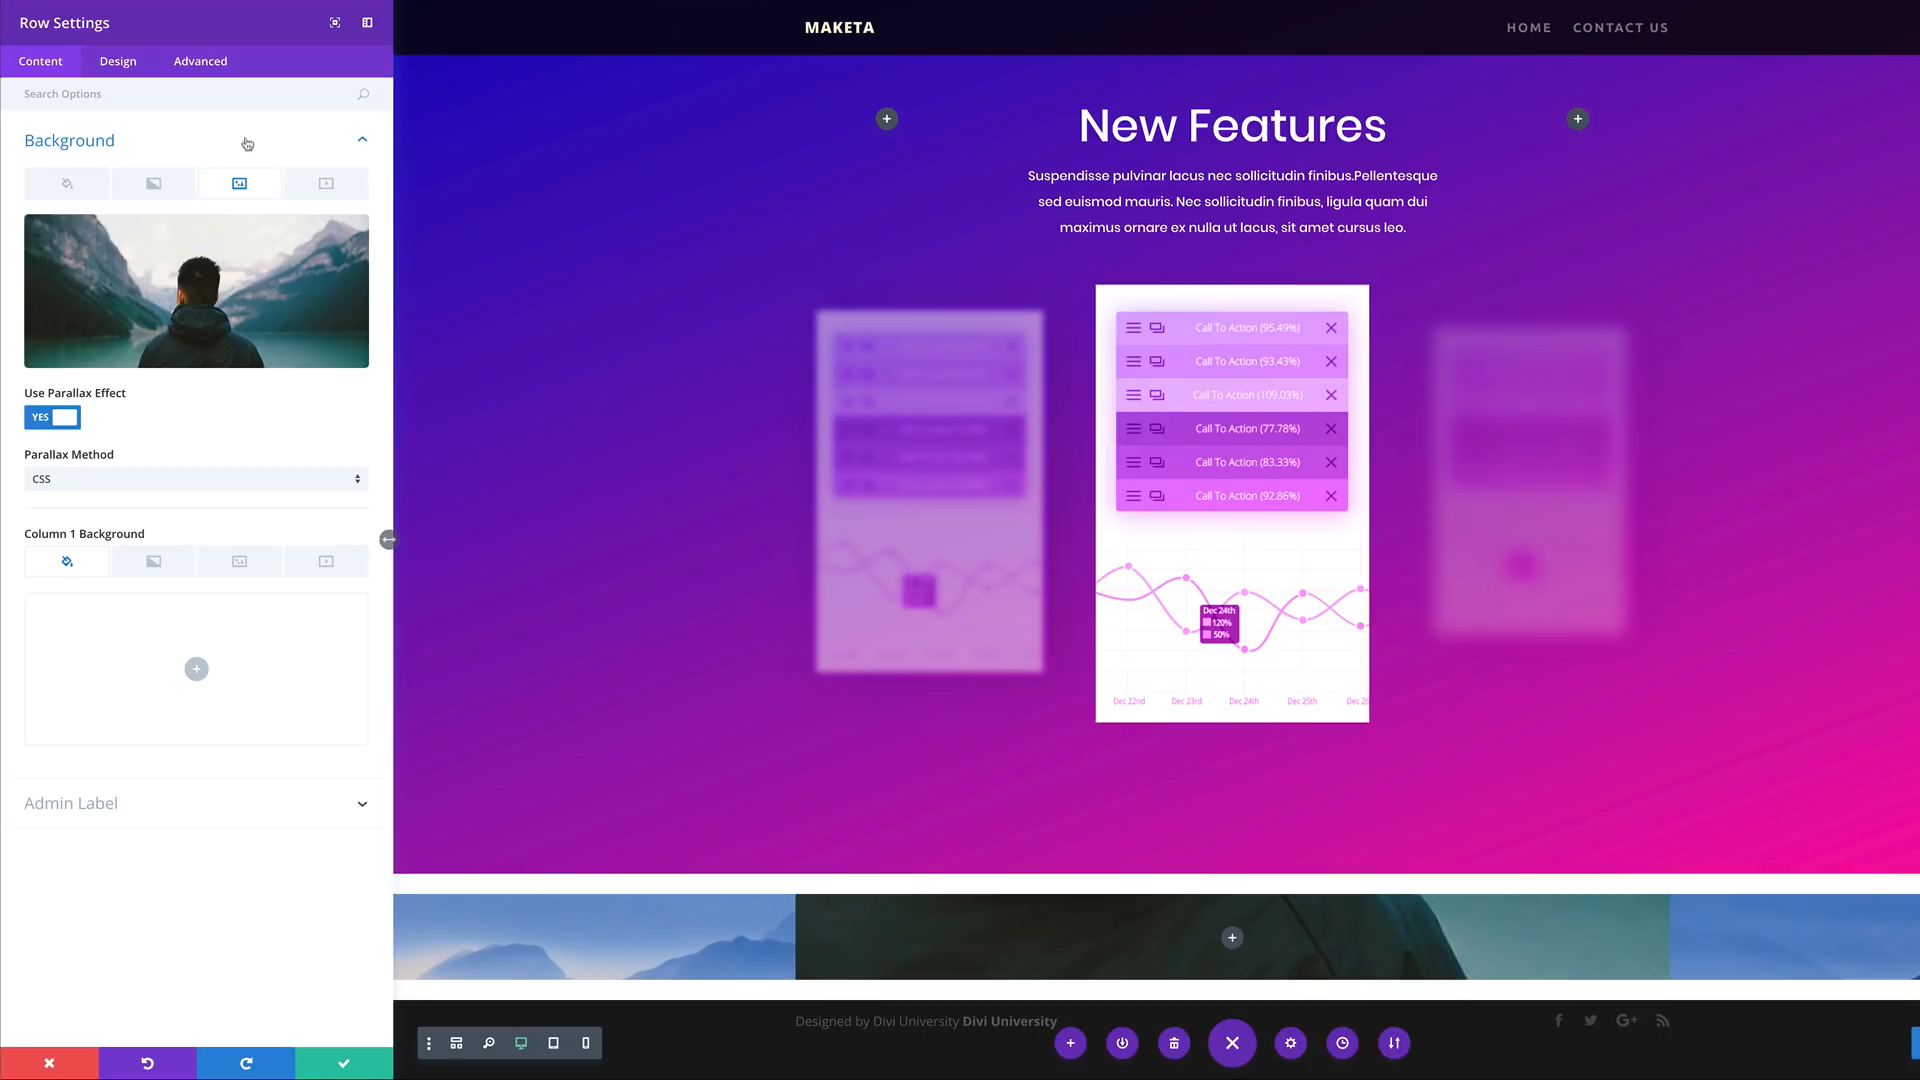 Row Settings
Content Design Advanced
Search Options
Background
Use Parallax Effect
YES
Parallax Method
CSS
Column 1 Background
Admin Label
MAKETA
HOME CONTACT US
New Features
Suspendisse pulvinar lacus nec sollicitudin finibus.Pellentesque
sed euismod mauris. Nec sollicitudin finibus, ligula quam dui
maximus ornare ex nulla ut lacus, sit amet cursus leo.
Call To Action (95.49%)
Call To Action (93.43%)
Call To Action (109.03%)
Call To Action (77.78%)
Call To Action (83.33%)
Call To Action (92.86%)
Dec 24th
120%
50%
Dec 22nd Dec 23rd Dec 24th Dec 25th Dec 26
Designed by Divi University Divi University